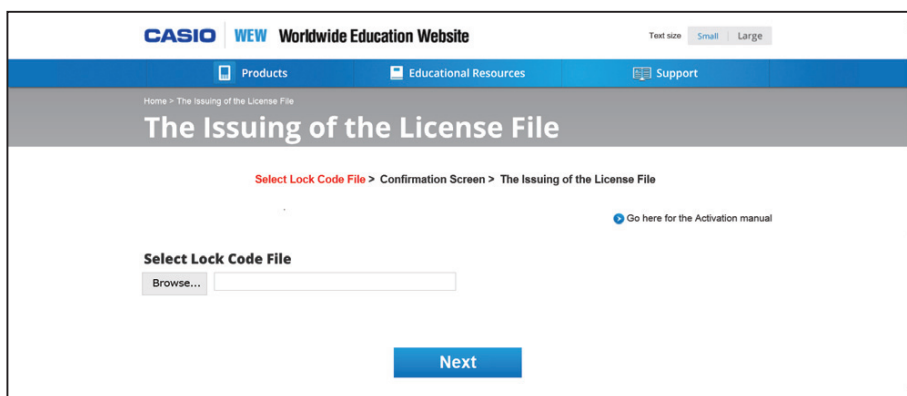 CASIO WEW Worldwide Education Website Text size Small Large
Products Educational Resources Support
Home > The Issuing of the License File
The Issuing of the License File
Select Lock Code File > Confirmation Screen > The Issuing of the License File
Go here for the Activation manual
Select Lock Code File
Browse...
Next